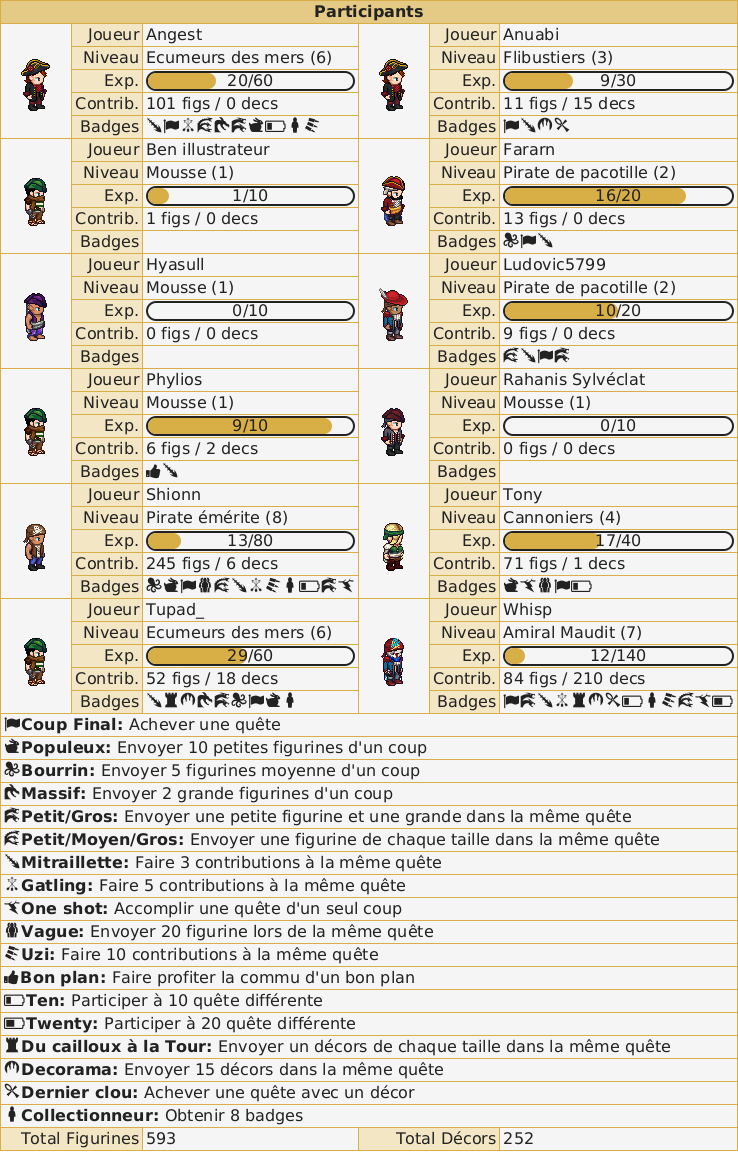 Participants
Joueur Angest
Niveau Ecumeurs des mers (6)
Exp. 20/60
Contrib. 101 figs / 0 decs
Badges
Joueur Anuabi
Niveau Flibustiers (3)
Exp. 9/30
Contrib. 11 figs / 15 decs
Badges
Joueur Ben illustrateur
Niveau Mousse (1)
Exp. 1/10
Contrib. 1 figs / 0 decs
Badges
Joueur Fararn
Niveau Pirate de pacotille (2)
Exp. 16/20
Contrib. 13 figs / 0 decs
Badges
Joueur Hyasull
Niveau Mousse (1)
Exp. 0/10
Contrib. 0 figs / 0 decs
Badges
Joueur Ludovic5799
Niveau Pirate de pacotille (2)
Exp. 10/20
Contrib. 9 figs / 0 decs
Badges
Joueur Phylios
Niveau Mousse (1)
Exp. 9/10
Contrib. 6 figs / 2 decs
Badges
Joueur Rahanis Sylvéclat
Niveau Mousse (1)
Exp. 0/10
Contrib. 0 figs / 0 decs
Badges
Joueur Shionn
Niveau Pirate émérite (8)
Exp. 13/80
Contrib. 245 figs / 6 decs
Badges
Joueur Tony
Niveau Cannoniers (4)
Exp. 17/40
Contrib. 71 figs / 1 decs
Badges
Joueur Tupad_
Niveau Ecumeurs des mers (6)
Exp. 29/60
Contrib. 52 figs / 18 decs
Badges
Joueur Whisp
Niveau Amiral Maudit (7)
Exp. 12/140
Contrib. 84 figs / 210 decs
Badges
Coup Final: Achever une quête
Populeux: Envoyer 10 petites figurines d'un coup
Bourrin: Envoyer 5 figurines moyenne d'un coup
Massif: Envoyer 2 grande figurines d'un coup
Petit/Gros: Envoyer une petite figurine et une grande dans la même quête
Petit/Moyen/Gros: Envoyer une figurine de chaque taille dans la même quête
Mitraillette: Faire 3 contributions à la même quête
Gatling: Faire 5 contributions à la même quête
One shot: Accomplir une quête d'un seul coup
Vague: Envoyer 20 figurine lors de la même quête
Uzi: Faire 10 contributions à la même quête
Bon plan: Faire profiter la commu d'un bon plan
Ten: Participer à 10 quête différente
Twenty: Participer à 20 quête différente
Du cailloux à la Tour: Envoyer un décors de chaque taille dans la même quête
Decorama: Envoyer 15 décors dans la même quête
Dernier clou: Achever une quête avec un décor
Collectionneur: Obtenir 8 badges
Total Figurines 593
Total Décors 252